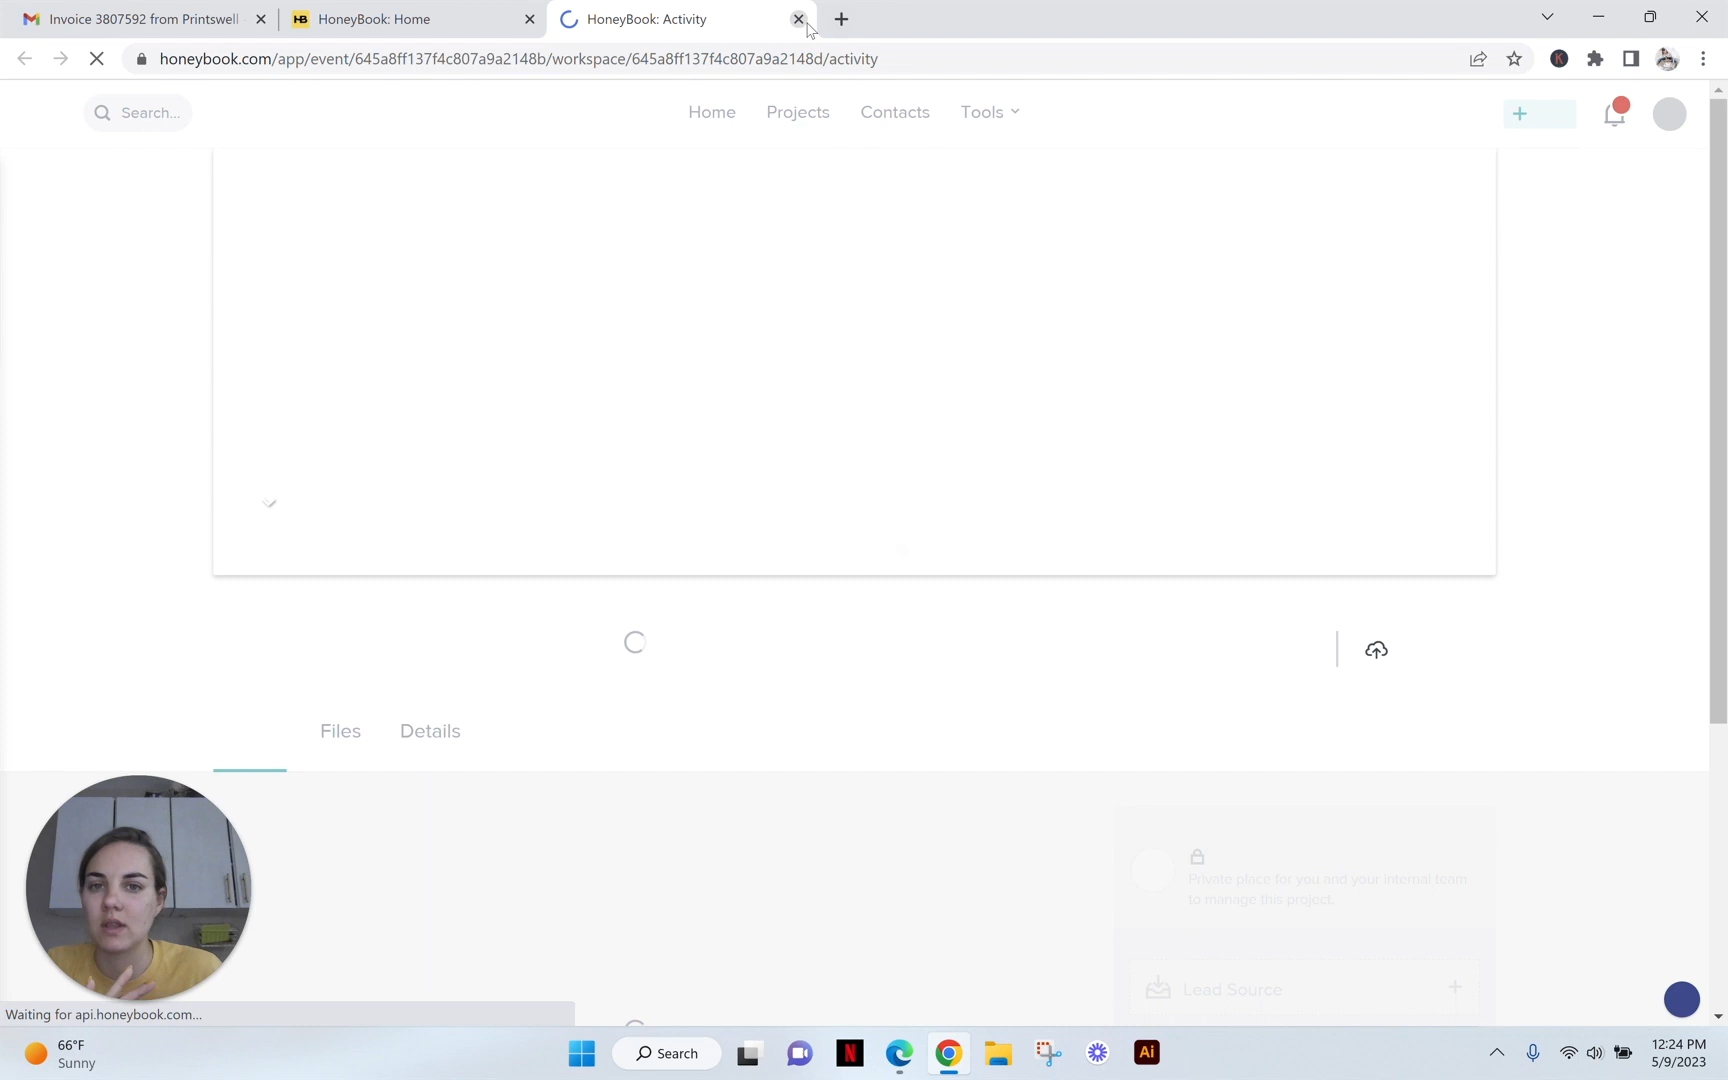 Invoice 3807592 from Printswell
HB HoneyBook: Home
HoneyBook: Activity
honeybook.com/app/event/645a8ff137f4c807a9a2148b/workspace/645a8ff137f4c807a9a2148d/activity
K
Search...
Home
Projects
Contacts
Tools
Files
Details
Private place for you and your internal team
to manage this project.
Lead Source
Waiting for api.honeybook.com...
66°F
Sunny
Search
N
Ai
12:24 PM
5/9/2023